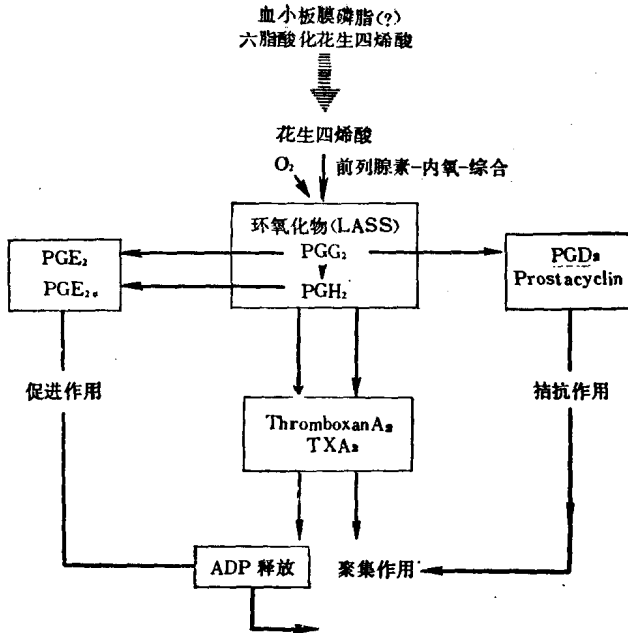 血小板膜磷脂(?)
六脂酸化花生四烯酸
花生四烯酸
O₂
前列腺素-内氧-综合
环氧化物(LASS)
PGG₂
PGH₂
PGE₂
PGE₂ₑ
PGD₂
Prostacyclin
促进作用
拮抗作用
ThromboxanA₂
TXA₂
ADP 释放
聚集作用